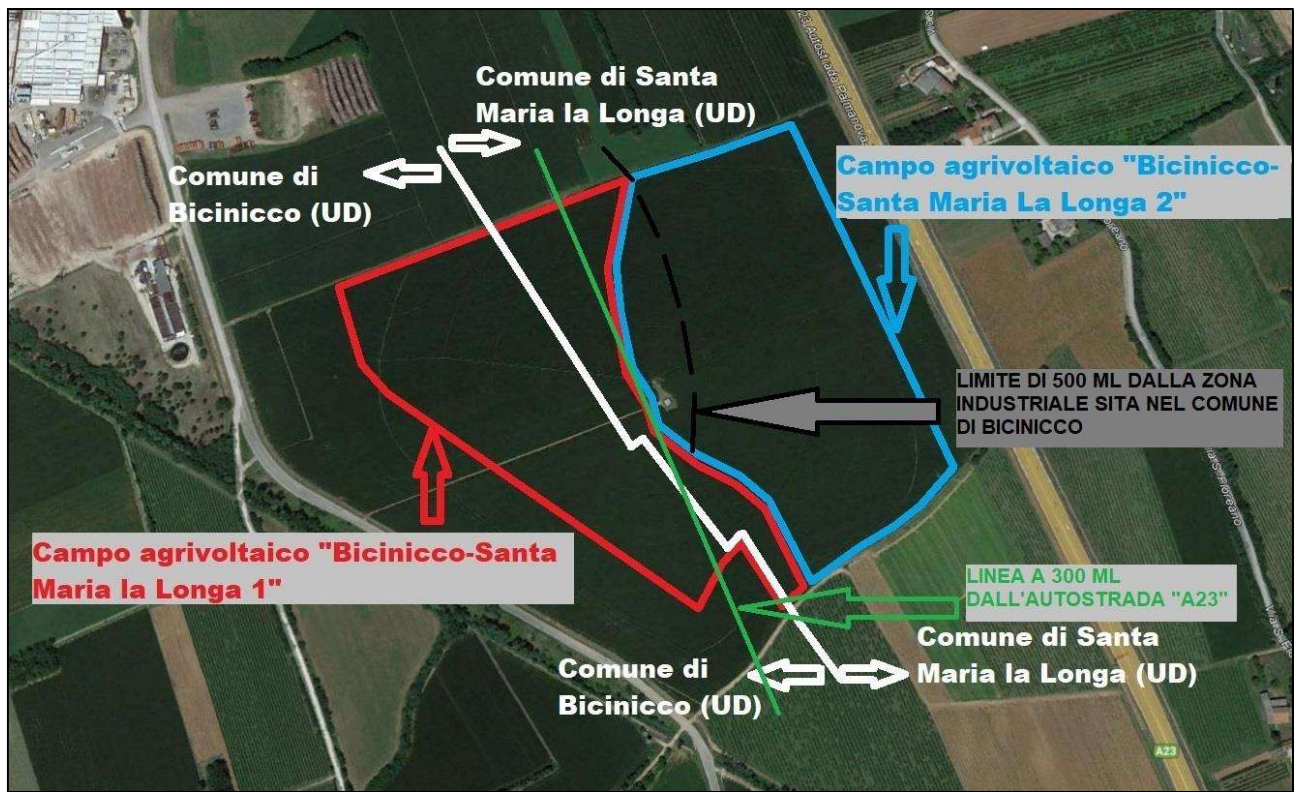 Comune di Santa
Maria la Longa (UD)
Comune di
Bicinicco (UD)
23 Autostrada Palmanova
Campo agrivoltaico "Bicinicco-
Santa Maria La Longa 2"
LIMITE DI 500 ML DALLA ZONA
INDUSTRIALE SITA NEL COMUNE
DI BICINICCO
Campo agrivoltaico "Bicinicco-Santa
Maria la Longa 1"
LINEA A 300 ML
DALL'AUTOSTRADA "A23"
Comune di Santa
Maria la Longa (UD)
Comune di
Bicinicco (UD)
A23